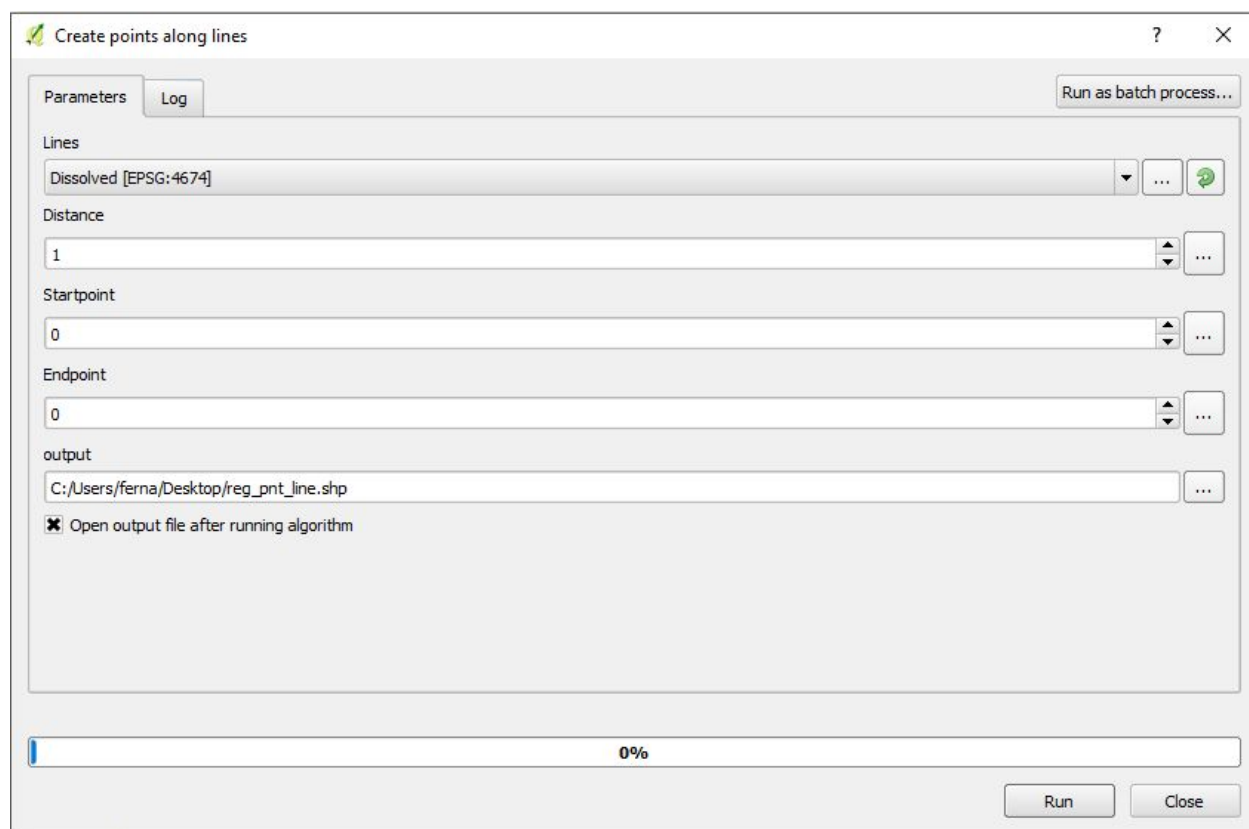 Create points along lines
?
Parameters
Log
Run as batch process...
Lines
Dissolved [EPSG:4674]
...
Distance
1
...
Startpoint
0
...
Endpoint
0
...
output
C:/Users/ferna/Desktop/reg_pnt_line.shp
...
Open output file after running algorithm
0%
Run
Close